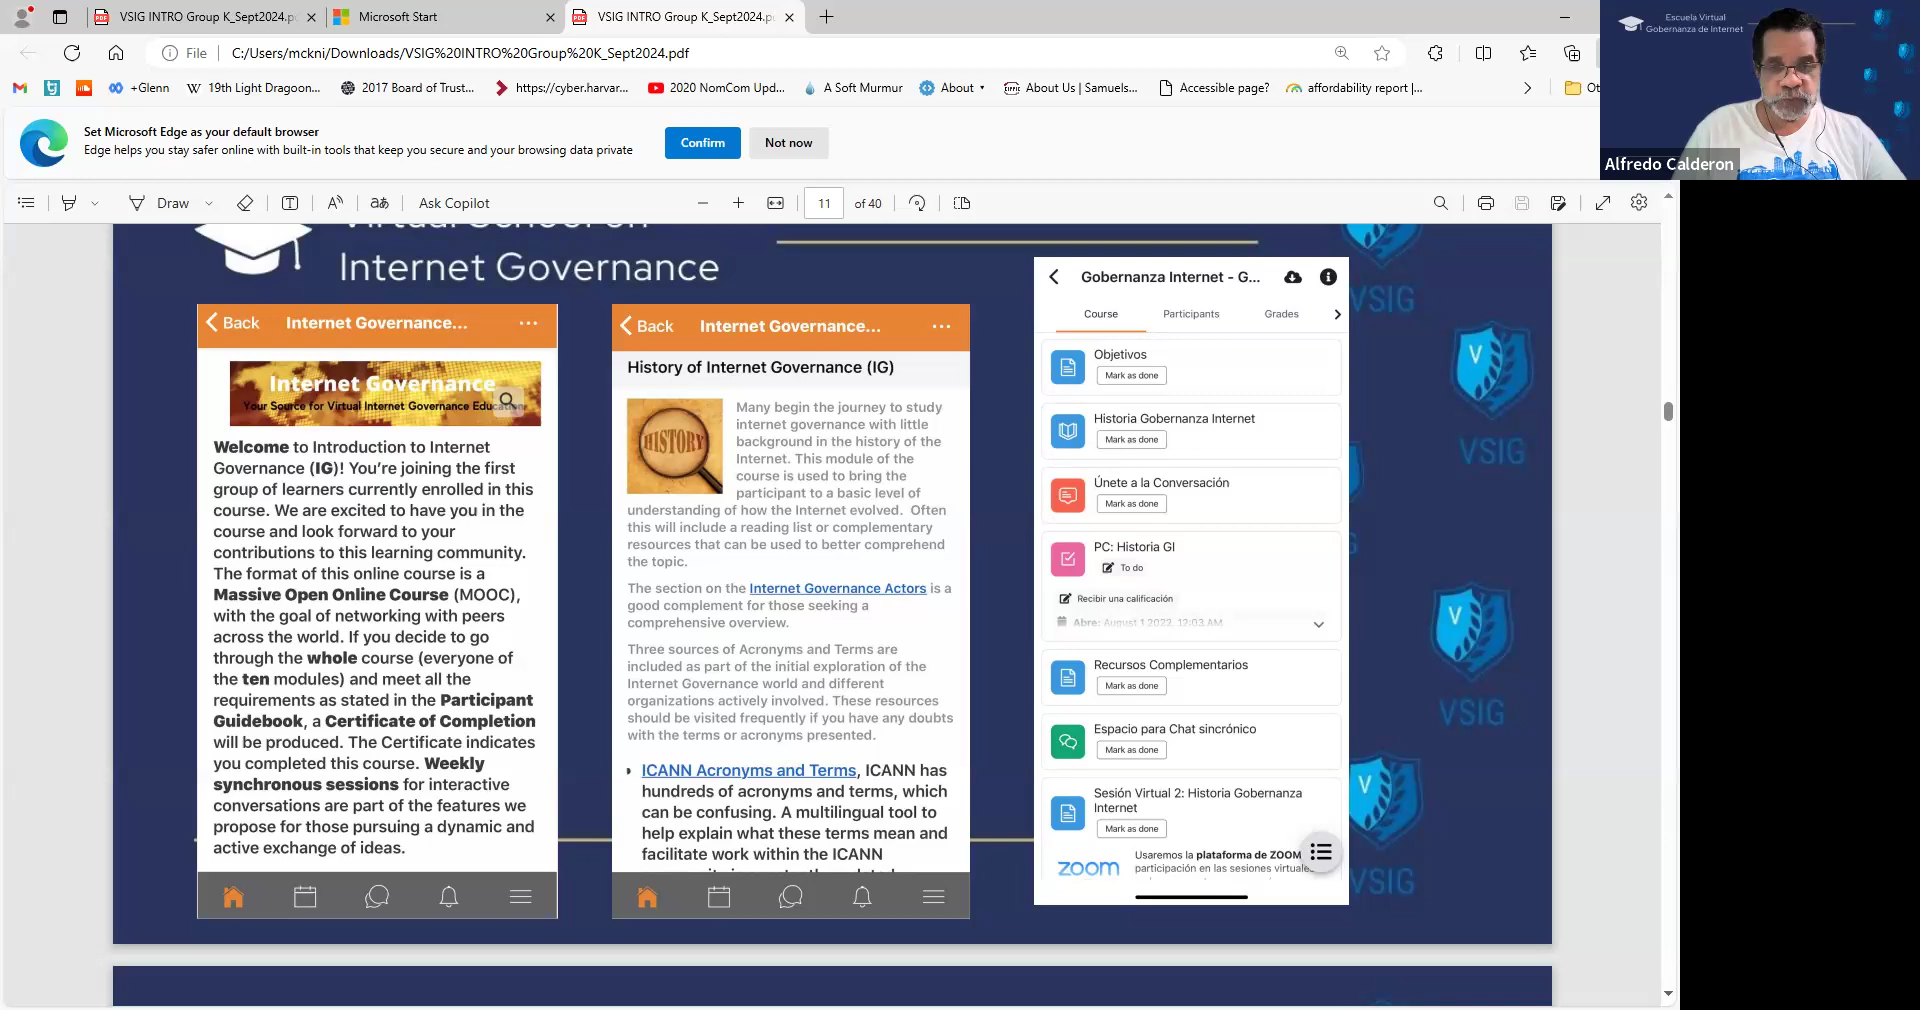 VSIG INTRO Group K_Sept2024.p
Microsoft Start
VSIG INTRO Group K_Sept2024.p
File
C:/Users/mckni/Downloads/VSIG%20INTRO%20Group%20K_Sept2024.pdf
+Glenn
19th Light Dragoon...
2017 Board of Trust...
https://cyber.harvar...
2020 NomCom Upd...
A Soft Murmur
About
About Us | Samuels...
Accessible page?
affordability report |...
Set Microsoft Edge as your default browser
Edge helps you stay safer online with built-in tools that keep you secure and your browsing data private
Confirm
Not now
Draw
Ask Copilot
11
of 40
Escuela Virtual
Gobernanza de Internet
Alfredo Calderon
Virtual School on
Internet Governance
Back
Internet Governance...
Internet Governance
Your Source for Virtual Internet Governance Education
Welcome to Introduction to Internet
Governance (IG)! You're joining the first
group of learners currently enrolled in this
course. We are excited to have you in the
course and look forward to your
contributions to this learning community.
The format of this online course is a
Massive Open Online Course (MOOC),
with the goal of networking with peers
across the world. If you decide to go
through the whole course (everyone of
the ten modules) and meet all the
requirements as stated in the Participant
Guidebook, a Certificate of Completion
will be produced. The Certificate indicates
you completed this course. Weekly
synchronous sessions for interactive
conversations are part of the features we
propose for those pursuing a dynamic and
active exchange of ideas.
Back
Internet Governance...
History of Internet Governance (IG)
HISTORY
Many begin the journey to study
internet governance with little
background in the history of the
Internet. This module of the
course is used to bring the
participant to a basic level of
understanding of how the Internet evolved. Often
this will include a reading list or complementary
resources that can be used to better comprehend
the topic.
The section on the Internet Governance Actors is a
good complement for those seeking a
comprehensive overview.
Three sources of Acronyms and Terms are
included as part of the initial exploration of the
Internet Governance world and different
organizations actively involved. These resources
should be visited frequently if you have any doubts
with the terms or acronyms presented.
ICANN Acronyms and Terms, ICANN has
hundreds of acronyms and terms, which
can be confusing. A multilingual tool to
help explain what these terms mean and
facilitate work within the ICANN
Gobernanza Internet - G...
Course
Participants
Grades
Objetivos
Mark as done
Historia Gobernanza Internet
Mark as done
Únete a la Conversación
Mark as done
PC: Historia GI
To do
Recibir una calificación
Abre: August 1 2022, 12:03 AM
Recursos Complementarios
Mark as done
Espacio para Chat sincrónico
Mark as done
Sesión Virtual 2: Historia Gobernanza
Internet
Mark as done
zoom
Usaremos la plataforma de ZOOM
participación en las sesiones virtuale
VSIG
V
VSIG
V
VSIG
V
VSIG